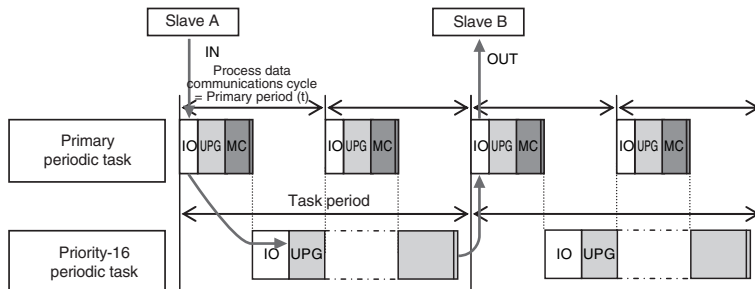 Slave A
Slave B
IN
OUT
Process data
communications cycle
= Primary period (t)
Primary
periodic task
IO UPG MC
IO UPG MC
IO UPG MC
IO UPG MC
Task period
Priority-16
periodic task
IO UPG
IO UPG